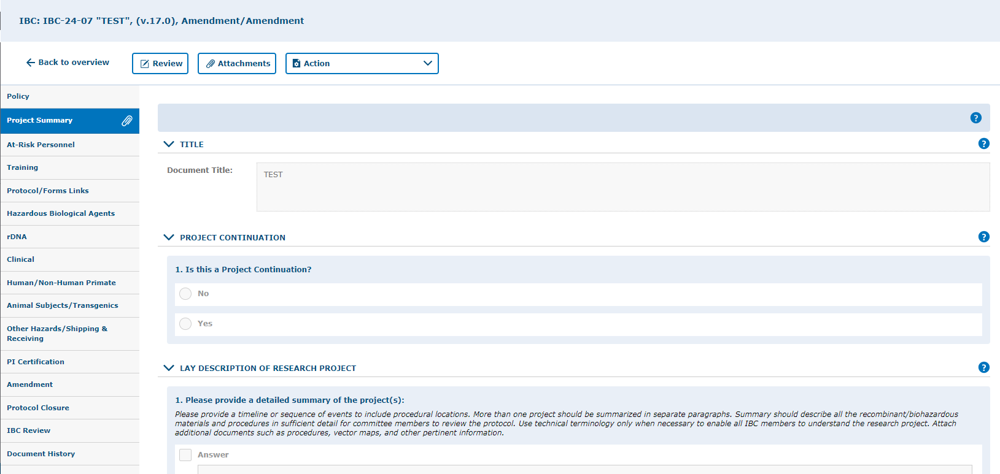 IBC: IBC-24-07 "TEST", (v.17.0), Amendment/Amendment
Back to overview
Review
Attachments
Action
Policy
Project Summary
At-Risk Personnel
Training
Protocol/Forms Links
Hazardous Biological Agents
rDNA
Clinical
Human/Non-Human Primate
Animal Subjects/Transgenics
Other Hazards/Shipping &
Receiving
PI Certification
Amendment
Protocol Closure
IBC Review
Document History
?
TITLE
?
Document Title:
TEST
PROJECT CONTINUATION
?
1. Is this a Project Continuation?
No
Yes
LAY DESCRIPTION OF RESEARCH PROJECT
?
1. Please provide a detailed summary of the project(s):
Please provide a timeline or sequence of events to include procedural locations. More than one project should be summarized in separate paragraphs. Summary should describe all the recombinant/biohazardous
materials and procedures in sufficient detail for committee members to review the protocol. Use technical terminology only when necessary to enable all IBC members to understand the research project. Attach
additional documents such as procedures, vector maps, and other pertinent information.
Answer